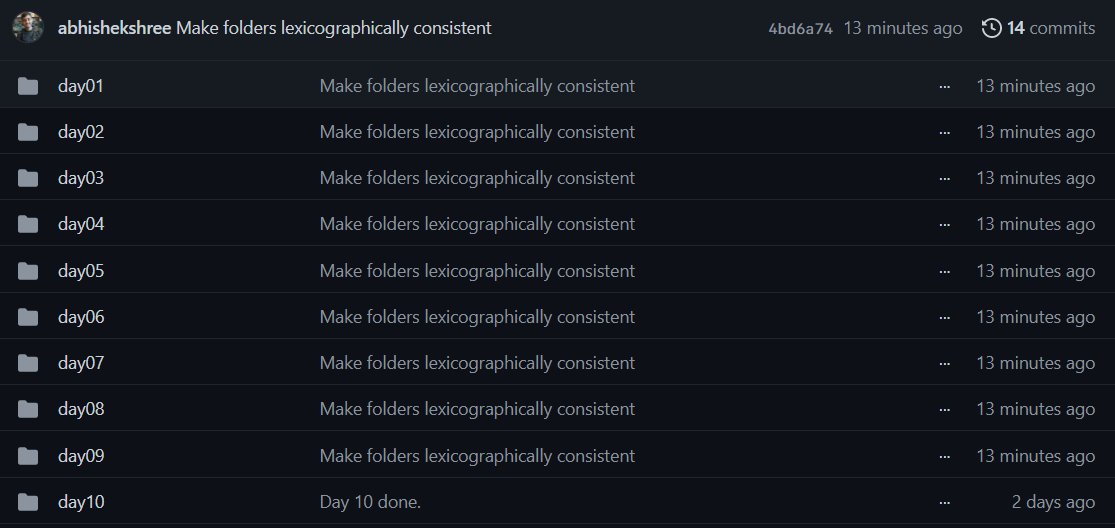 abhishekshree Make folders lexicographically consistent 4bd6a74 13 minutes ago 14 commits
day01 Make folders lexicographically consistent ... 13 minutes ago
day02 Make folders lexicographically consistent ... 13 minutes ago
day03 Make folders lexicographically consistent ... 13 minutes ago
day04 Make folders lexicographically consistent ... 13 minutes ago
day05 Make folders lexicographically consistent ... 13 minutes ago
day06 Make folders lexicographically consistent ... 13 minutes ago
day07 Make folders lexicographically consistent ... 13 minutes ago
day08 Make folders lexicographically consistent ... 13 minutes ago
day09 Make folders lexicographically consistent ... 13 minutes ago
day10 Day 10 done. ... 2 days ago